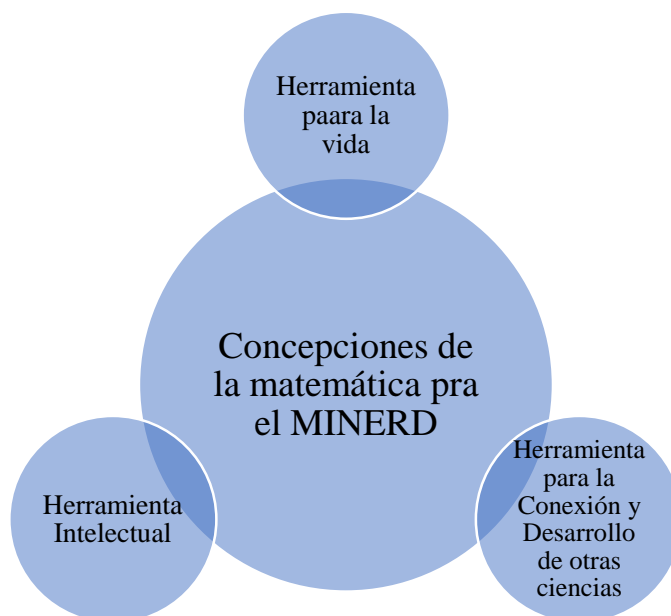 Herramienta
paara la
vida
Concepciones de
la matemática pra
el MINERD
Herramienta
Intelectual
Herramienta
para la
Conexión y
Desarrollo
de otras
ciencias